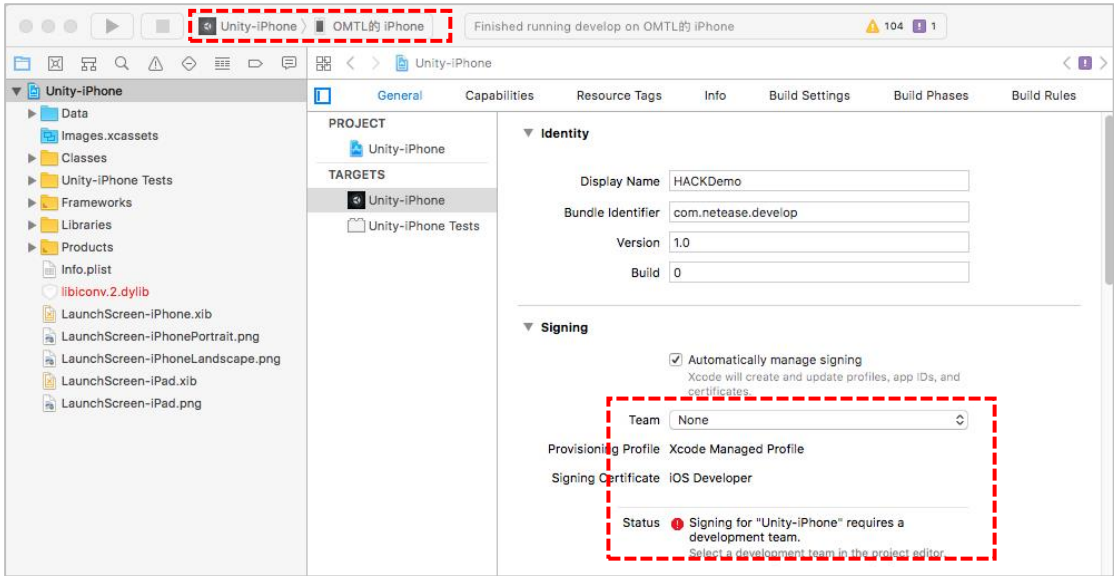 Unity-iPhone
OMTL的 iPhone
Finished running develop on OMTL的 iPhone
104
1
Unity-iPhone
Unity-iPhone
Data
Images.xcassets
Classes
Unity-iPhone Tests
Frameworks
Libraries
Products
Info.plist
libiconv.2.dylib
LaunchScreen-iPhone.xib
LaunchScreen-iPhonePortrait.png
LaunchScreen-iPhoneLandscape.png
LaunchScreen-iPad.xib
LaunchScreen-iPad.png
General Capabilities Resource Tags Info Build Settings Build Phases Build Rules
PROJECT
Unity-iPhone
TARGETS
Unity-iPhone
Unity-iPhone Tests
Identity
Display Name HACKDemo
Bundle Identifier com.netease.develop
Version 1.0
Build 0
Signing
Automatically manage signing
Xcode will create and update profiles, app IDs, and
certificates.
Team None
Provisioning Profile Xcode Managed Profile
Signing Certificate iOS Developer
Status Signing for "Unity-iPhone" requires a
development team.
Select a development team in the project editor.